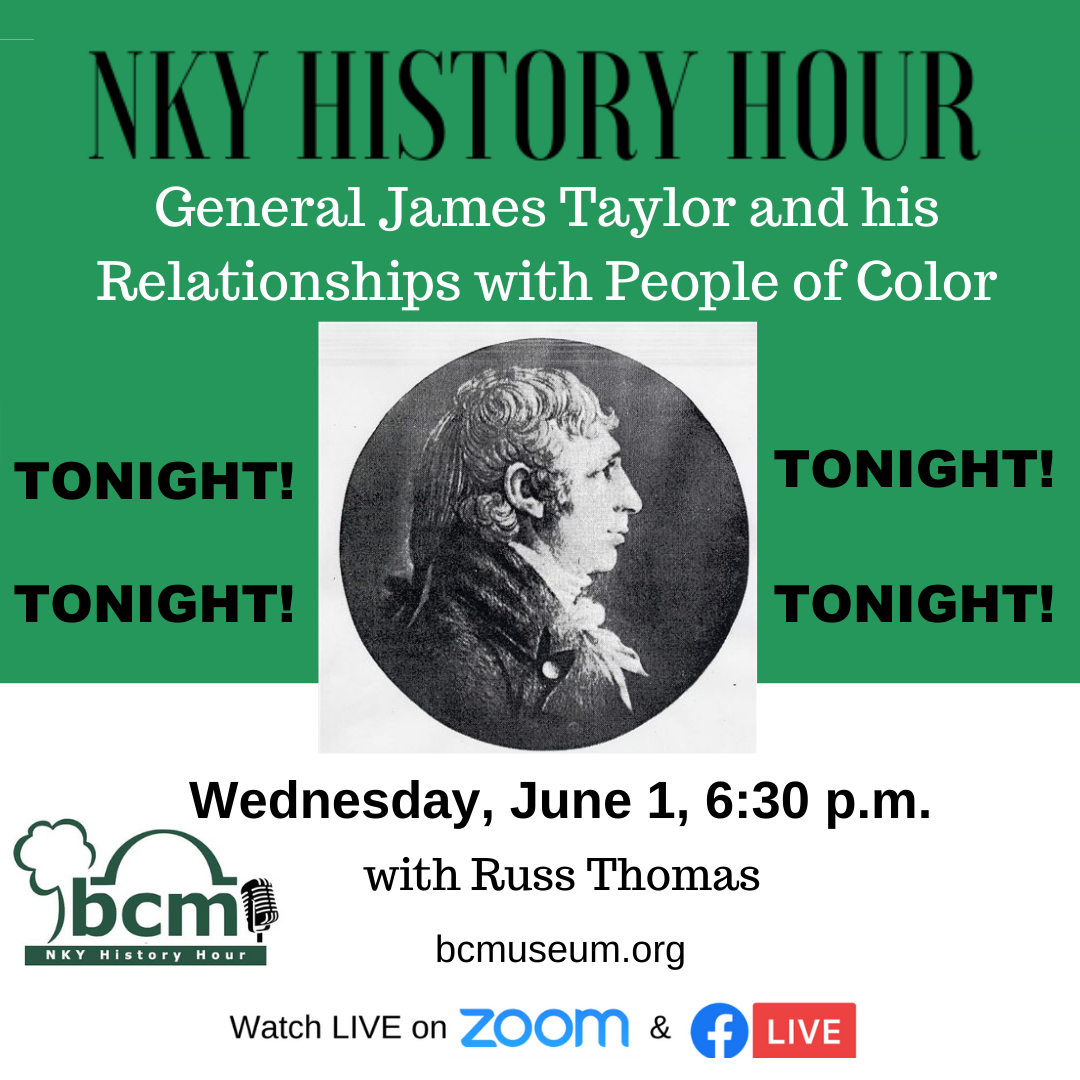 NKY HISTORY HOUR
General James Taylor and his
Relationships with People of Color
TONIGHT!
TONIGHT!
TONIGHT!
TONIGHT!
Wednesday, June 1, 6:30 p.m.
with Russ Thomas
bcm
NKY History Hour
bcmuseum.org
Watch LIVE on zoom & f LIVE